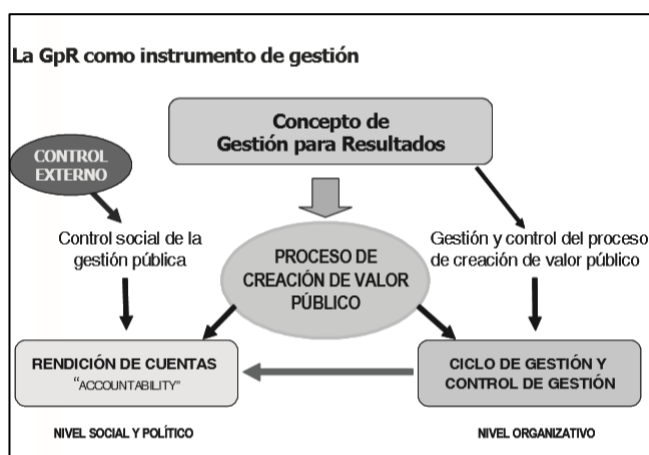 La GpR como instrumento de gestión
Concepto de
Gestión para Resultados
CONTROL
EXTERNO
Control social de la
gestión pública
PROCESO DE
CREACIÓN DE VALOR
PÚBLICO
Gestión y control del proceso
de creación de valor público
RENDICIÓN DE CUENTAS
“ACCOUNTABILITY”
CICLO DE GESTIÓN Y
CONTROL DE GESTIÓN
NIVEL SOCIAL Y POLÍTICO
NIVEL ORGANIZATIVO